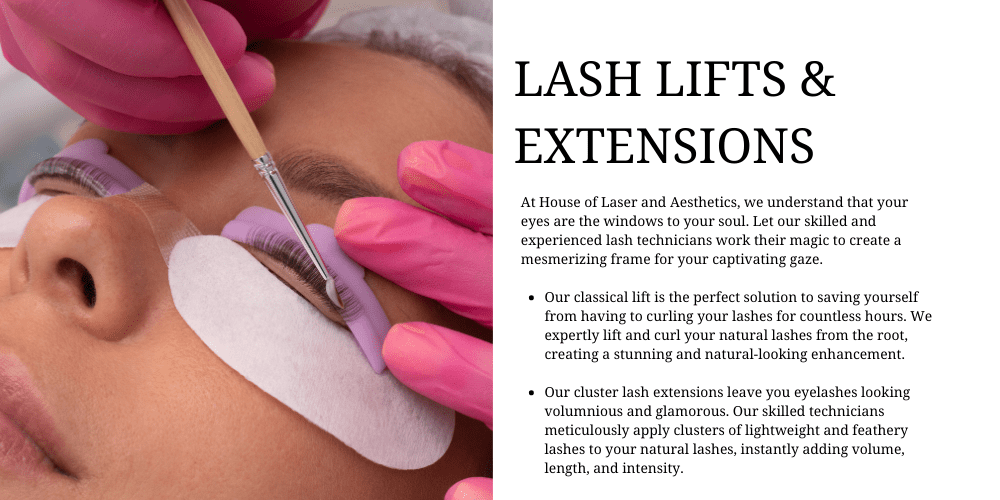 LASH LIFTS &
EXTENSIONS
At House of Laser and Aesthetics, we understand that your
eyes are the windows to your soul. Let our skilled and
experienced lash technicians work their magic to create a
mesmerizing frame for your captivating gaze.
• Our classical lift is the perfect solution to saving yourself
from having to curling your lashes for countless hours. We
expertly lift and curl your natural lashes from the root,
creating a stunning and natural-looking enhancement.
• Our cluster lash extensions leave you eyelashes looking
volumnious and glamorous. Our skilled technicians
meticulously apply clusters of lightweight and feathery
lashes to your natural lashes, instantly adding volume,
length, and intensity.